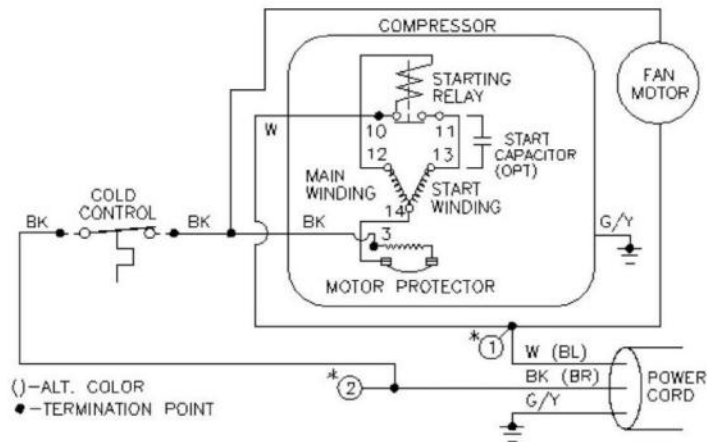 COMPRESSOR
STARTING
RELAY
FAN
MOTOR
W
10
11
START
CAPACITOR
(OPT)
12
13
MAIN
WINDING
START
WINDING
14
COLD
CONTROL
BK
BK
BK
3
G/Y
MOTOR PROTECTOR
*1
W (BL)
*2
BK (BR)
POWER
CORD
G/Y
()-ALT. COLOR
●-TERMINATION POINT